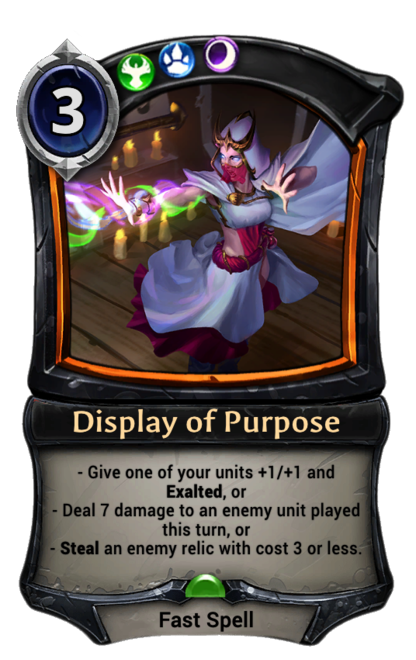 3
Display of Purpose
- Give one of your units +1/+1 and
Exalted, or
- Deal 7 damage to an enemy unit played
this turn, or
- Steal an enemy relic with cost 3 or less.
Fast Spell